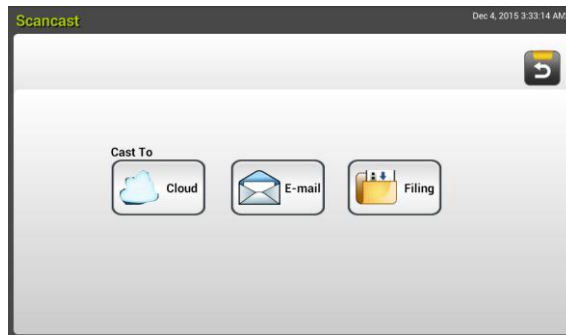 Scancast
Dec 4, 2015 3:33:14 AM
Cast To
Cloud
E-mail
Filing